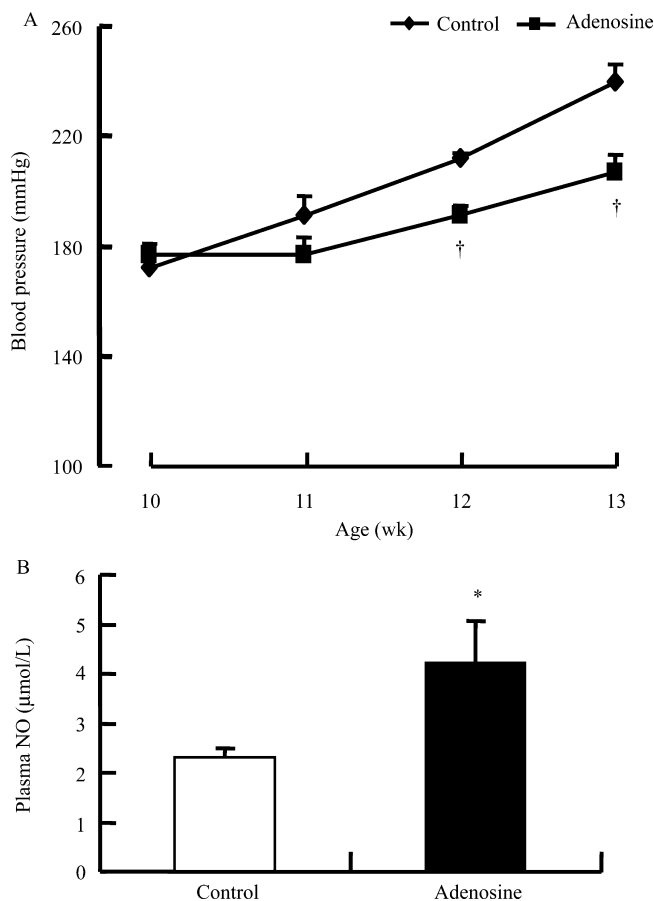 A
Control
Adenosine
260
220
180
140
100
Blood pressure (mmHg)
†
†
10
11
12
13
Age (wk)
B
6
5
4
3
2
1
0
Plasma NO (µmol/L)
*
Control
Adenosine